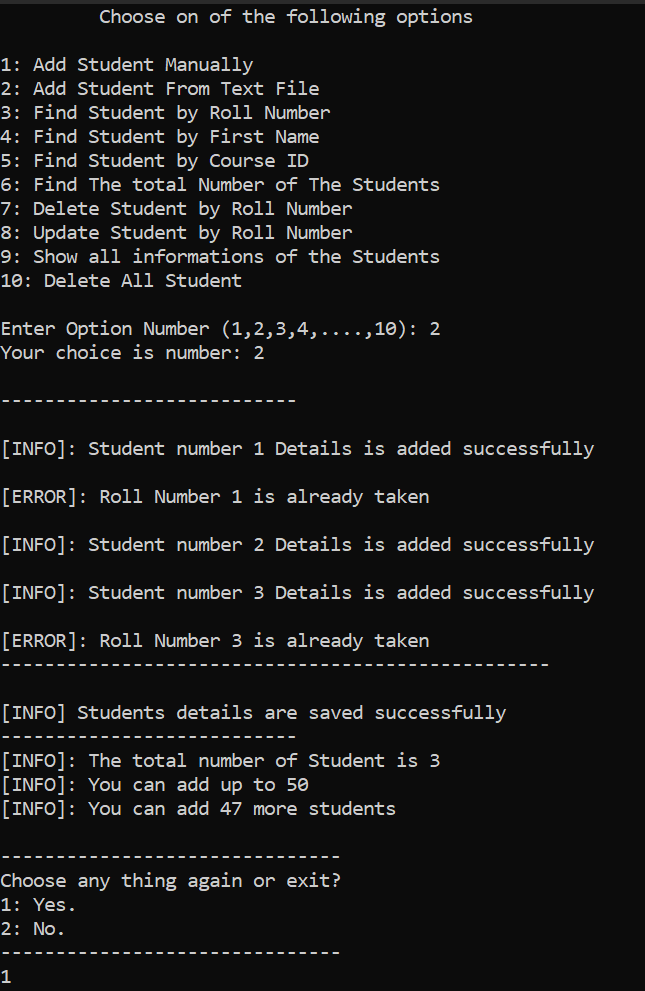 Choose on of the following options
1: Add Student Manually
2: Add Student From Text File
3: Find Student by Roll Number
4: Find Student by First Name
5: Find Student by Course ID
6: Find The total Number of The Students
7: Delete Student by Roll Number
8: Update Student by Roll Number
9: Show all informations of the Students
10: Delete All Student
Enter Option Number (1,2,3,4,....,10): 2
Your choice is number: 2
---------------------------
[INFO]: Student number 1 Details is added successfully
[ERROR]: Roll Number 1 is already taken
[INFO]: Student number 2 Details is added successfully
[INFO]: Student number 3 Details is added successfully
[ERROR]: Roll Number 3 is already taken
--------------------------------------------------
[INFO] Students details are saved successfully
---------------------------
[INFO]: The total number of Student is 3
[INFO]: You can add up to 50
[INFO]: You can add 47 more students
-------------------------------
Choose any thing again or exit?
1: Yes.
2: No.
-------------------------------
1